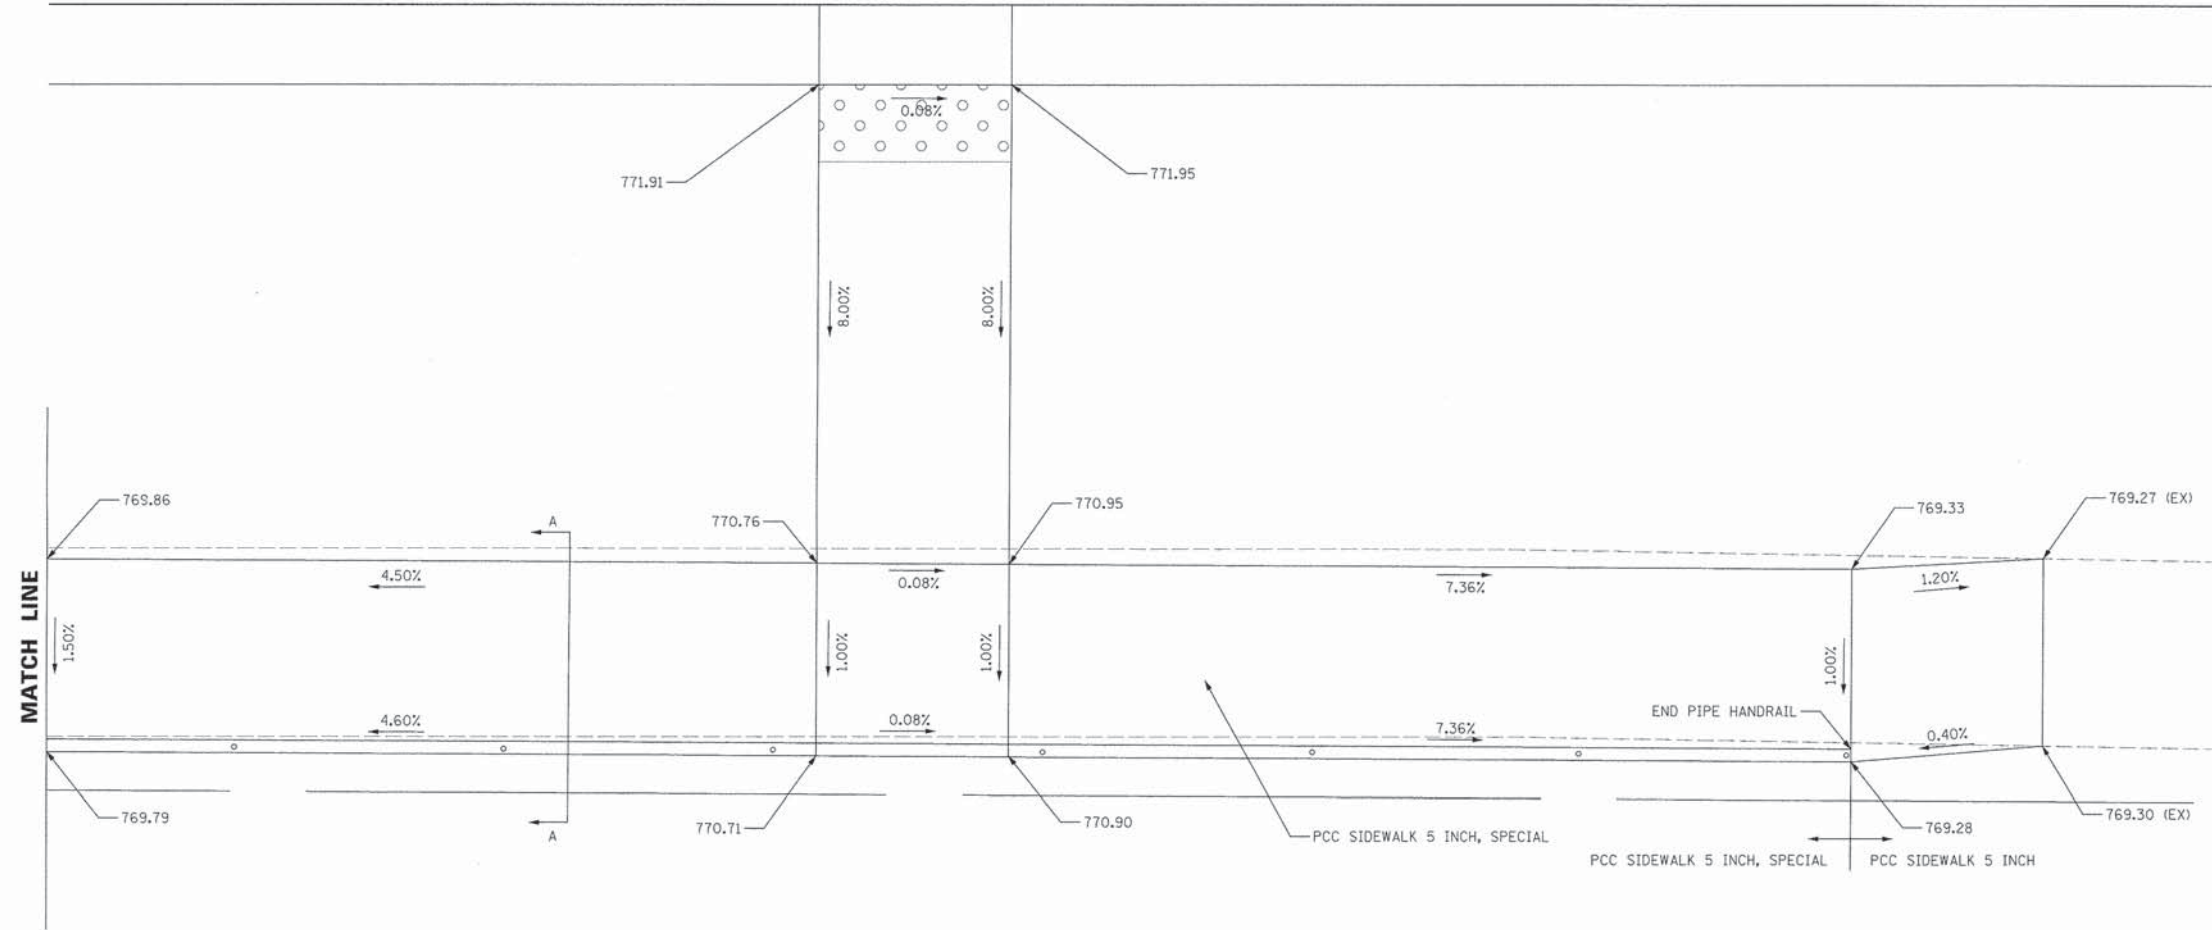 0.08%
771.91
771.95
8.00%
8.00%
769.86
770.76
770.95
769.33
769.27 (EX)
A
4.50%
0.08%
7.36%
1.20%
MATCH LINE
1.50%
1.00%
1.00%
1.00%
END PIPE HANDRAIL
4.60%
0.08%
7.36%
0.40%
769.79
A
770.71
770.90
PCC SIDEWALK 5 INCH, SPECIAL
769.28
769.30 (EX)
PCC SIDEWALK 5 INCH, SPECIAL
PCC SIDEWALK 5 INCH